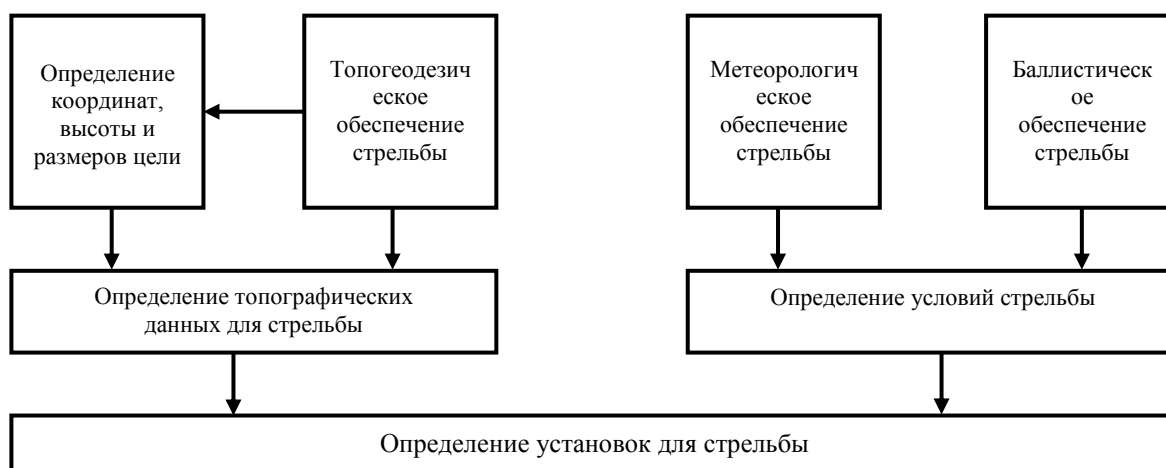 Определение
координат,
высоты и
размеров цели
Топогеодезич
еское
обеспечение
стрельбы
Метеорологич
еское
обеспечение
стрельбы
Баллистическ
ое
обеспечение
стрельбы
Определение топографических
данных для стрельбы
Определение условий стрельбы
Определение установок для стрельбы